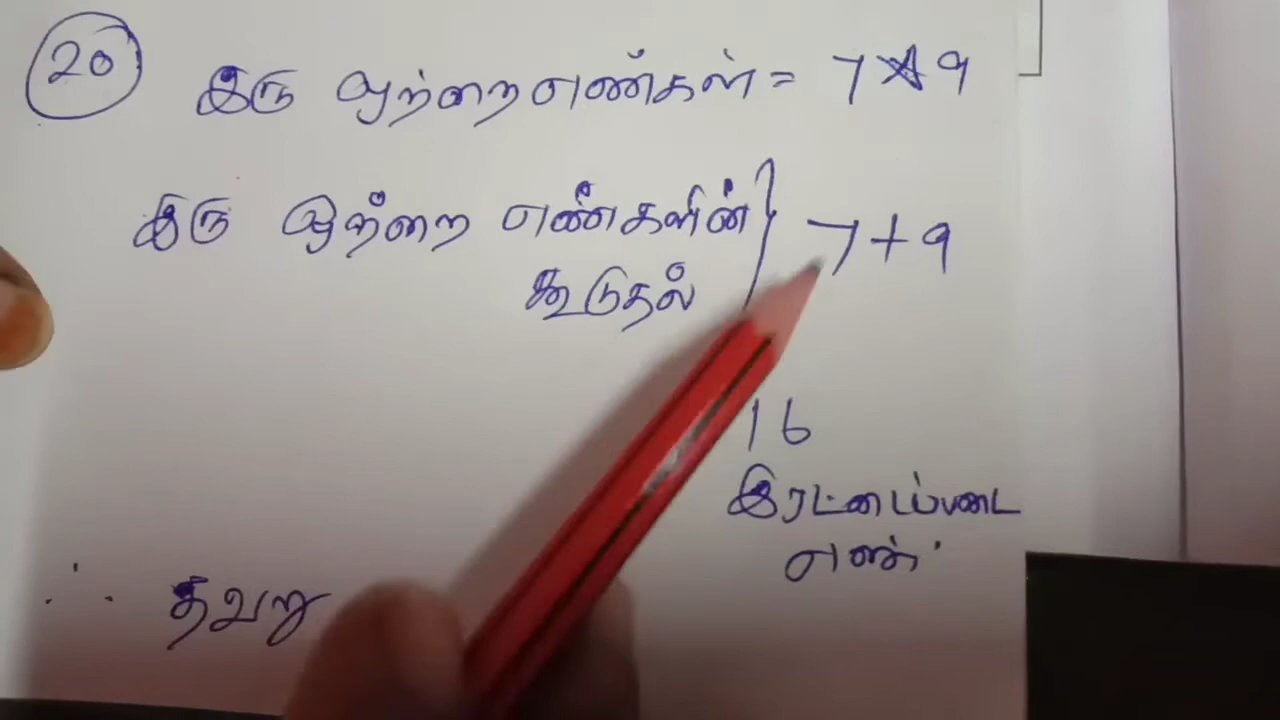 20 இரு ஒற்றை எண்கள் = 7 * 9
இரு ஒற்றை எண்களின் } 7 + 9
கூடுதல்
16
இரட்டைப்படை
எண்.
∴ தவறு